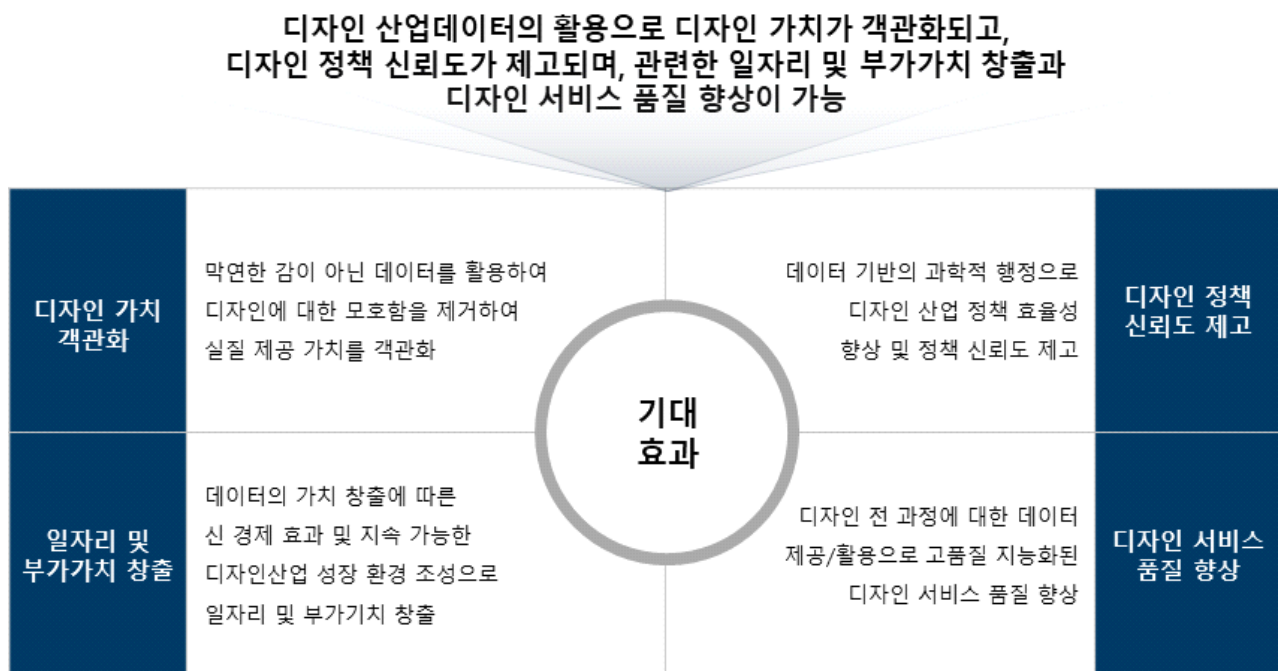 디자인 산업데이터의 활용으로 디자인 가치가 객관화되고,
디자인 정책 신뢰도가 제고되며, 관련한 일자리 및 부가가치 창출과
디자인 서비스 품질 향상이 가능
디자인 가치
객관화
막연한 감이 아닌 데이터를 활용하여
디자인에 대한 모호함을 제거하여
실질 제공 가치를 객관화
데이터 기반의 과학적 행정으로
디자인 산업 정책 효율성
향상 및 정책 신뢰도 제고
디자인 정책
신뢰도 제고
기대
효과
일자리 및
부가가치 창출
데이터의 가치 창출에 따른
신 경제 효과 및 지속 가능한
디자인산업 성장 환경 조성으로
일자리 및 부가기치 창출
디자인 전 과정에 대한 데이터
제공/활용으로 고품질 지능화된
디자인 서비스 품질 향상
디자인 서비스
품질 향상